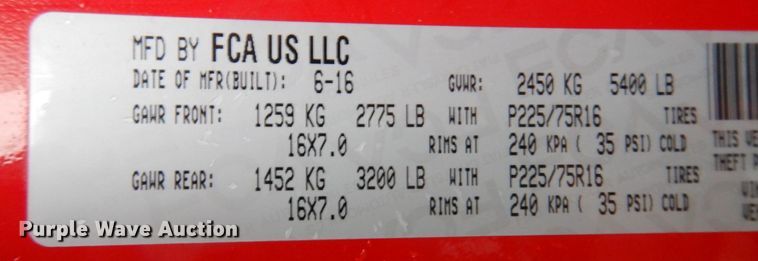 MFD BY FCA US LLC
DATE OF MFR(BUILT): 6-16 GVWR: 2450 KG 5400 LB
GAWR FRONT: 1259 KG 2775 LB WITH P225/75R16 TIRES
16X7.0 RIMS AT 240 KPA ( 35 PSI) COLD
THIS
THEFT
GAWR REAR: 1452 KG 3200 LB WITH P225/75R16 TIRES
16X7.0 RIMS AT 240 KPA ( 35 PSI) COLD
Purple Wave Auction